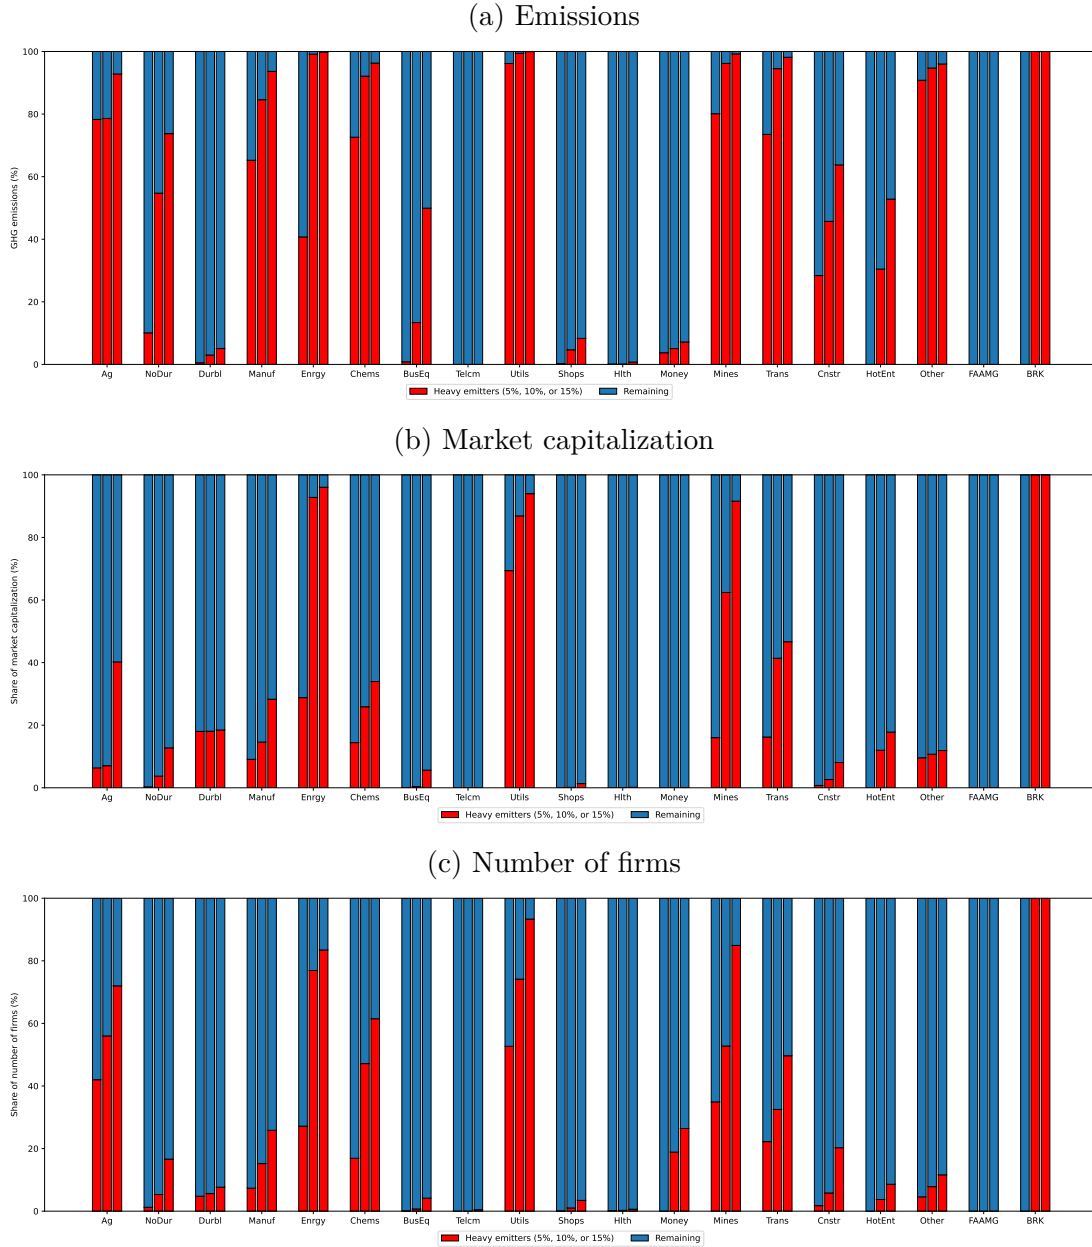 (a) Emissions
100
80
60
40
20
0
GHG emissions (%)
Ag NoDur Durbl Manuf Enrgy Chems BusEq Telcm Utils Shops Hlth Money Mines Trans Cnstr HotEnt Other FAAMG BRK
Heavy emitters (5%, 10%, or 15%) Remaining
(b) Market capitalization
100
80
60
40
20
0
Share of market capitalization (%)
Ag NoDur Durbl Manuf Enrgy Chems BusEq Telcm Utils Shops Hlth Money Mines Trans Cnstr HotEnt Other FAAMG BRK
Heavy emitters (5%, 10%, or 15%) Remaining
(c) Number of firms
100
80
60
40
20
0
Share of number of firms (%)
Ag NoDur Durbl Manuf Enrgy Chems BusEq Telcm Utils Shops Hlth Money Mines Trans Cnstr HotEnt Other FAAMG BRK
Heavy emitters (5%, 10%, or 15%) Remaining